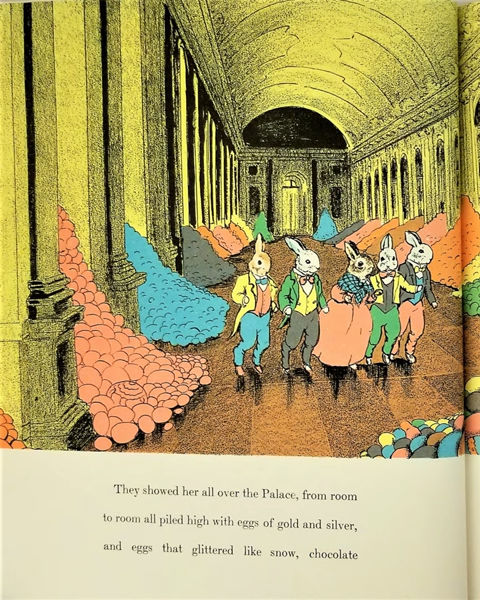 They showed her all over the Palace, from room
to room all piled high with eggs of gold and silver,
and eggs that glittered like snow, chocolate